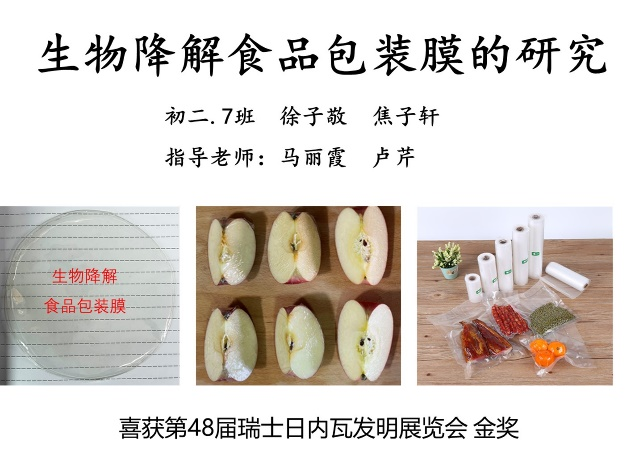 生物降解食品包装膜的研究
初二.7班 徐子敬 焦子轩
指导老师：马丽霞 卢芹
生物降解
食品包装膜
喜获第48届瑞士日内瓦发明展览会 金奖